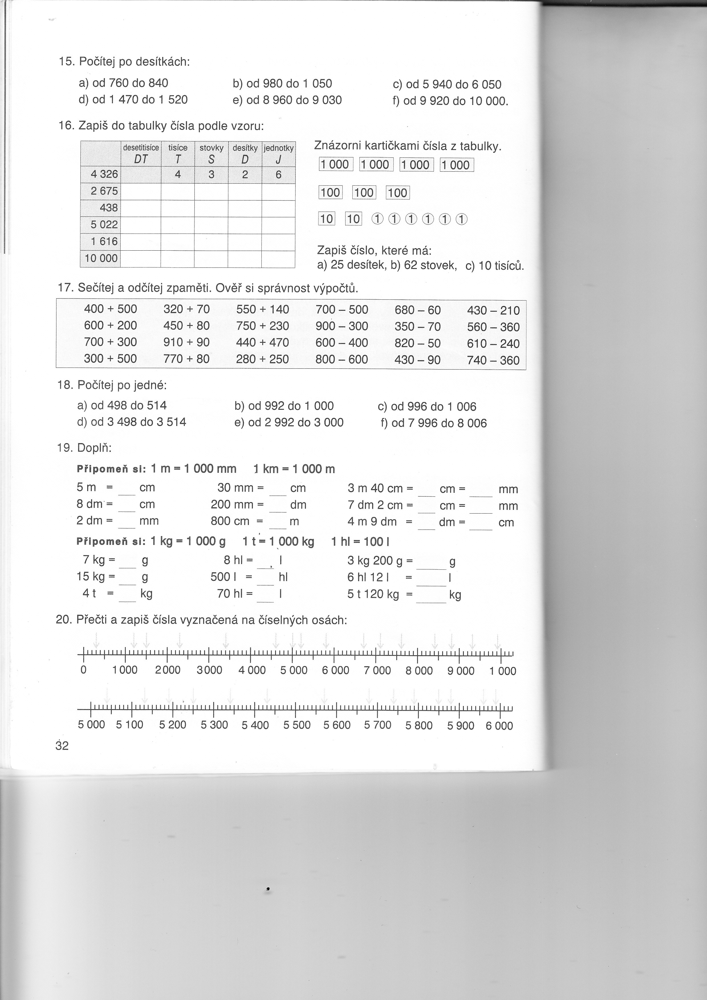 15. Počítej po desítkách:
a) od 760 do 840 b) od 980 do 1 050 c) od 5 940 do 6 050
d) od 1 470 do 1 520 e) od 8 960 do 9 030 f) od 9 920 do 10 000.
16. Zapiš do tabulky čísla podle vzoru:
desetitisíce tisíce stovky desítky jednotky
DT T S D J
4 326 4 3 2 6
2 675
438
5 022
1 616
10 000
Znázorni kartičkami čísla z tabulky.
1 000 1 000 1 000 1 000
100 100 100
10 10 1 1 1 1 1 1
Zapiš číslo, které má:
a) 25 desítek, b) 62 stovek, c) 10 tisíců.
17. Sečítej a odčítej zpaměti. Ověř si správnost výpočtů.
400 + 500 320 + 70 550 + 140 700 – 500 680 – 60 430 – 210
600 + 200 450 + 80 750 + 230 900 – 300 350 – 70 560 – 360
700 + 300 910 + 90 440 + 470 600 – 400 820 – 50 610 – 240
300 + 500 770 + 80 280 + 250 800 – 600 430 – 90 740 – 360
18. Počítej po jedné:
a) od 498 do 514 b) od 992 do 1 000 c) od 996 do 1 006
d) od 3 498 do 3 514 e) od 2 992 do 3 000 f) od 7 996 do 8 006
19. Doplň:
Připomeň si: 1 m = 1 000 mm 1 km = 1 000 m
5 m = ___ cm 30 mm = ___ cm 3 m 40 cm = ___ cm = ____ mm
8 dm = ___ cm 200 mm = ___ dm 7 dm 2 cm = ___ cm = ____ mm
2 dm = ___ mm 800 cm = ___ m 4 m 9 dm = ___ dm = ____ cm
Připomeň si: 1 kg = 1 000 g 1 t = 1 000 kg 1 hl = 100 l
7 kg = ___ g 8 hl = ___ l 3 kg 200 g = _____ g
15 kg = ___ g 500 l = ___ hl 6 hl 12 l = _____ l
4 t = ___ kg 70 hl = ___ l 5 t 120 kg = _____ kg
20. Přečti a zapiš čísla vyznačená na číselných osách:
0 1 000 2 000 3 000 4 000 5 000 6 000 7 000 8 000 9 000 1 000
5 000 5 100 5 200 5 300 5 400 5 500 5 600 5 700 5 800 5 900 6 000
32